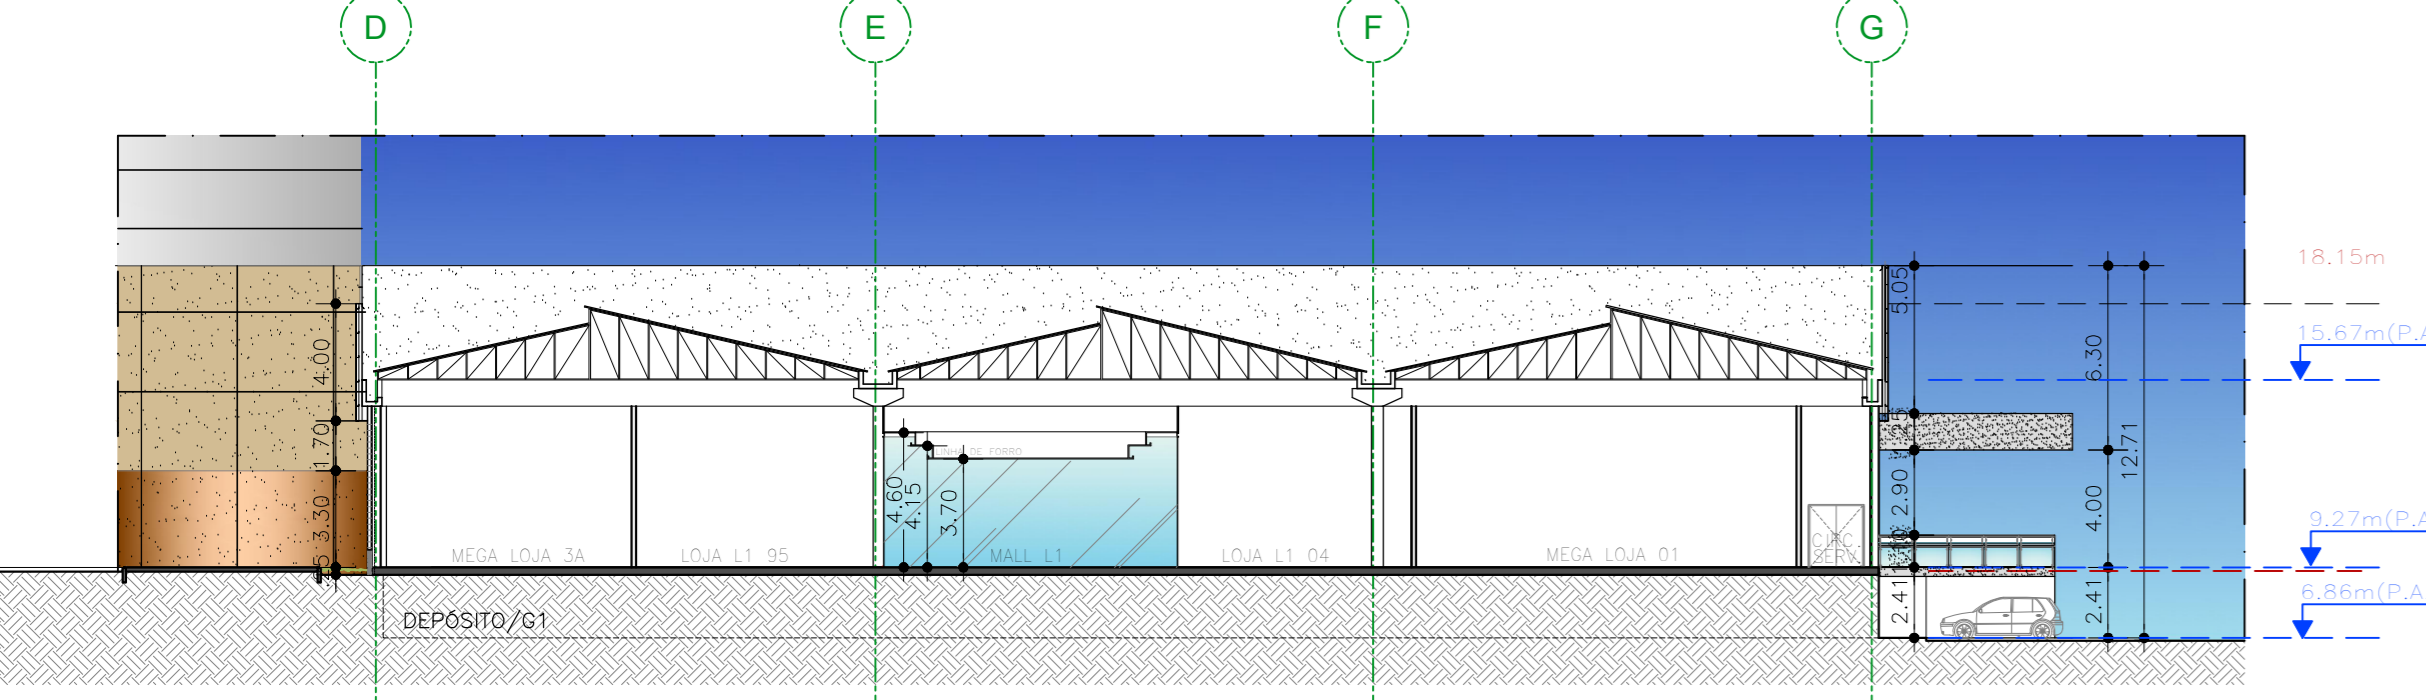 D
E
F
G
18.15m
5.05
15.67m(P.A
4.00
6.30
1.70
12.71
LINHA DE FORRO
4.60
4.15
3.70
2.90
4.00
3.30
9.27m(P.A
MEGA LOJA 3A
LOJA L1 95
MALL L1
LOJA L1 04
MEGA LOJA 01
CIRC.
SERV.
6.86m(P.A
2.41
2.41
DEPÓSITO/G1